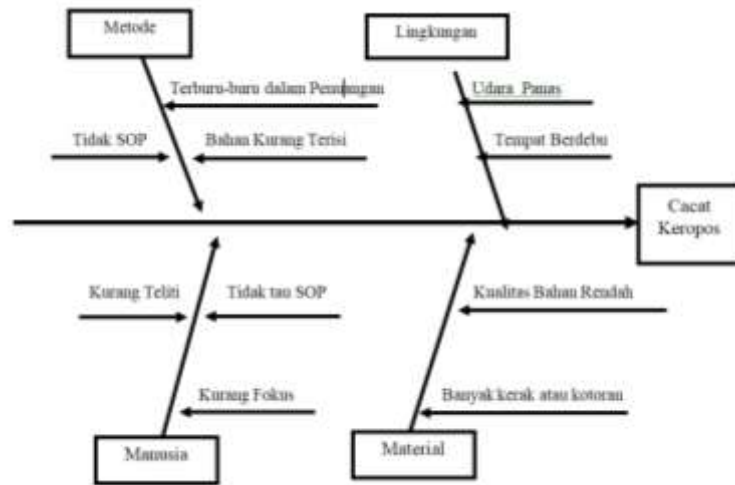 Metode
Lingkungan
Terburu-buru dalam Penuangan
Udara Panas
Tidak SOP
Bahan Kurang Terisi
Tempat Berdebu
Cacat
Keropos
Kurang Teliti
Tidak tau SOP
Kualitas Bahan Rendah
Kurang Fokus
Banyak kerak atau kotoran
Manusia
Material